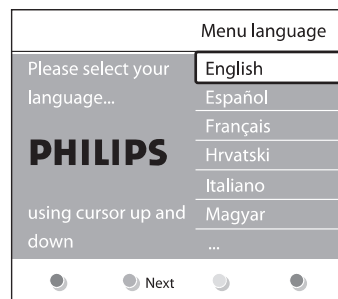 Menu language
Please select your
language...
PHILIPS
using cursor up and
down
English
Español
Français
Hrvatski
Italiano
Magyar
...
Next